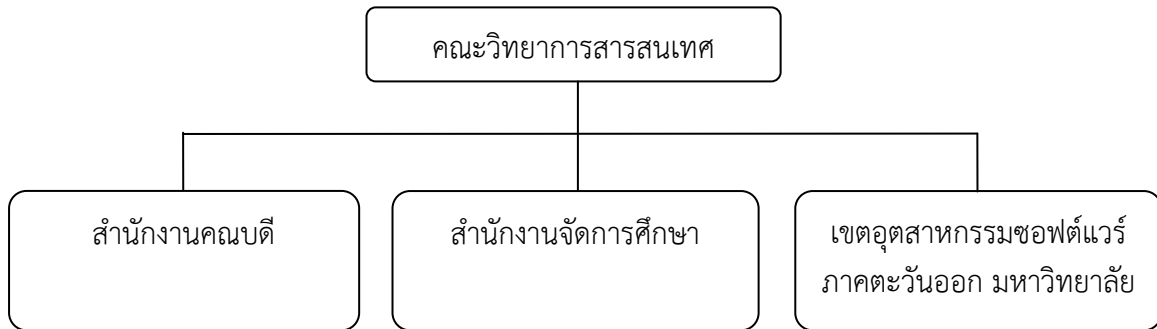 คณะวิทยาการสารสนเทศ
สำนักงานคณบดี
สำนักงานจัดการศึกษา
เขตอุตสาหกรรมซอฟต์แวร์
ภาคตะวันออก มหาวิทยาลัย